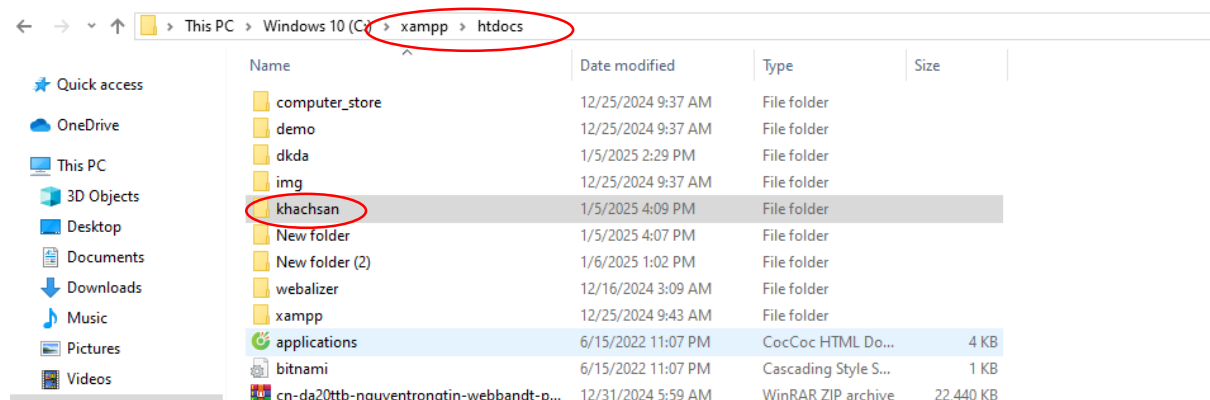 This PC > Windows 10 (C:) > xampp > htdocs
Name Date modified Type Size
Quick access
OneDrive
This PC
3D Objects
Desktop
Documents
Downloads
Music
Pictures
Videos
computer_store 12/25/2024 9:37 AM File folder
demo 12/25/2024 9:37 AM File folder
dkda 1/5/2025 2:29 PM File folder
img 12/25/2024 9:37 AM File folder
khachsan 1/5/2025 4:09 PM File folder
New folder 1/5/2025 4:07 PM File folder
New folder (2) 1/6/2025 1:02 PM File folder
webalizer 12/16/2024 3:09 AM File folder
xampp 12/25/2024 9:43 AM File folder
applications 6/15/2022 11:07 PM CocCoc HTML Do... 4 KB
bitnami 6/15/2022 11:07 PM Cascading Style S... 1 KB
cn-da20ttb-nguyentrongtin-webbandt-p... 12/31/2024 5:59 AM WinRAR ZIP archive 22,440 KB